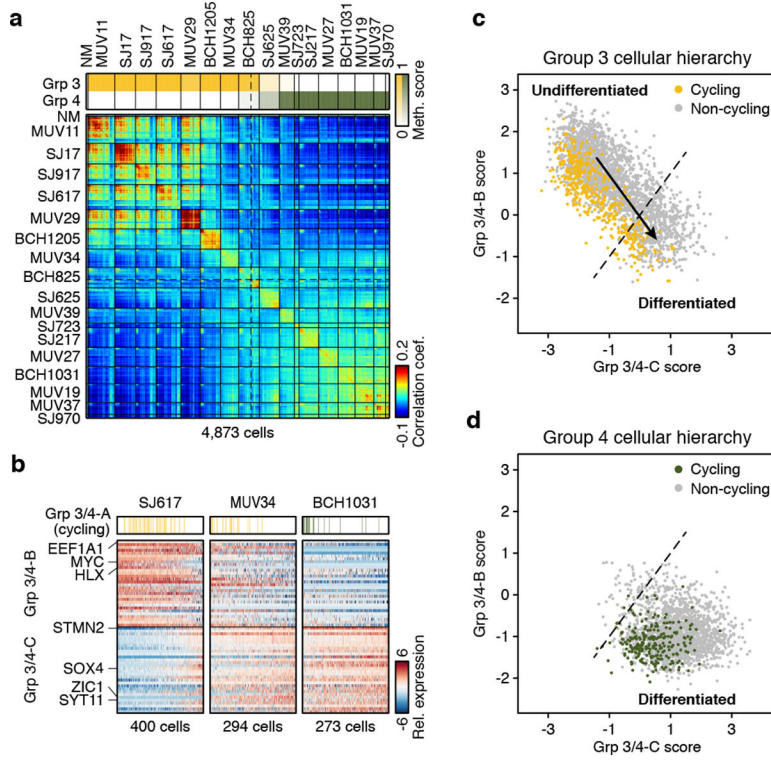 a
NM
MUV11
SJ17
SJ917
SJ617
MUV29
BCH1205
MUV34
BCH825
SJ625
MUV39
SJ723
SJ217
MUV27
BCH1031
MUV19
MUV37
SJ970
Grp 3
Grp 4
0 1
Meth. score
NM
MUV11
SJ17
SJ917
SJ617
MUV29
BCH1205
MUV34
BCH825
SJ625
MUV39
SJ723
SJ217
MUV27
BCH1031
MUV19
MUV37
SJ970
4,873 cells
-0.1 0.2
Correlation coef.
b
SJ617 MUV34 BCH1031
Grp 3/4-A
(cycling)
Grp 3/4-B
EEF1A1
MYC
HLX
Grp 3/4-C
STMN2
SOX4
ZIC1
SYT11
400 cells 294 cells 273 cells
-6 6
Rel. expression
c
Group 3 cellular hierarchy
Undifferentiated
Cycling
Non-cycling
Differentiated
3
2
1
0
-1
-2
Grp 3/4-B score
-3 -1 1 3
Grp 3/4-C score
d
Group 4 cellular hierarchy
Cycling
Non-cycling
Differentiated
3
2
1
0
-1
-2
Grp 3/4-B score
-3 -1 1 3
Grp 3/4-C score